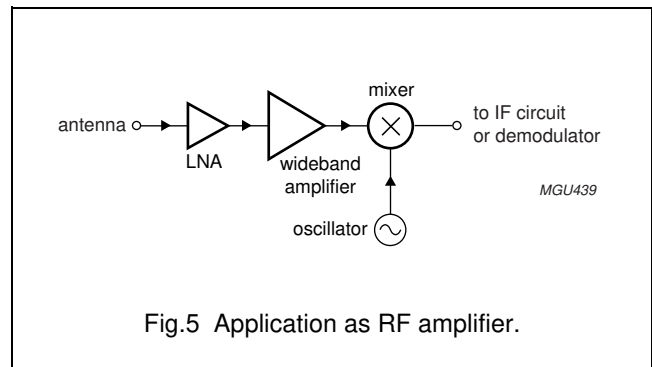 mixer
antenna
to IF circuit
or demodulator
LNA
wideband
amplifier
MGU439
oscillator
Fig.5 Application as RF amplifier.